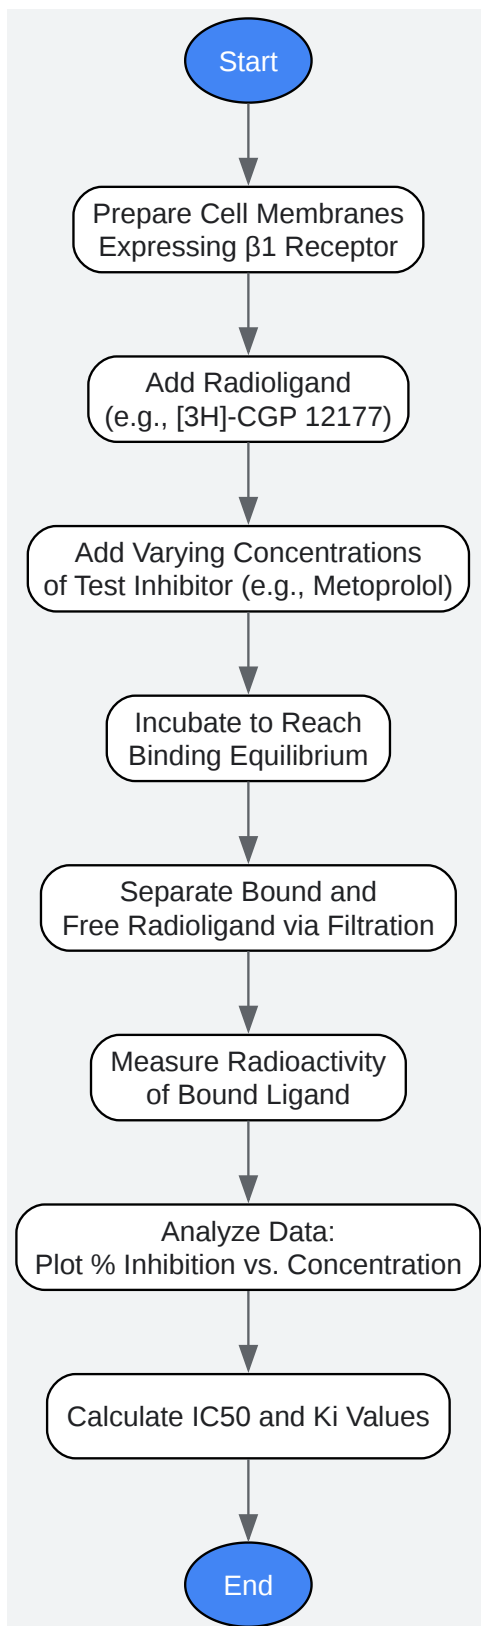 Start
Prepare Cell Membranes
Expressing β1 Receptor
Add Radioligand
(e.g., [3H]-CGP 12177)
Add Varying Concentrations
of Test Inhibitor (e.g., Metoprolol)
Incubate to Reach
Binding Equilibrium
Separate Bound and
Free Radioligand via Filtration
Measure Radioactivity
of Bound Ligand
Analyze Data:
Plot % Inhibition vs. Concentration
Calculate IC50 and Ki Values
End